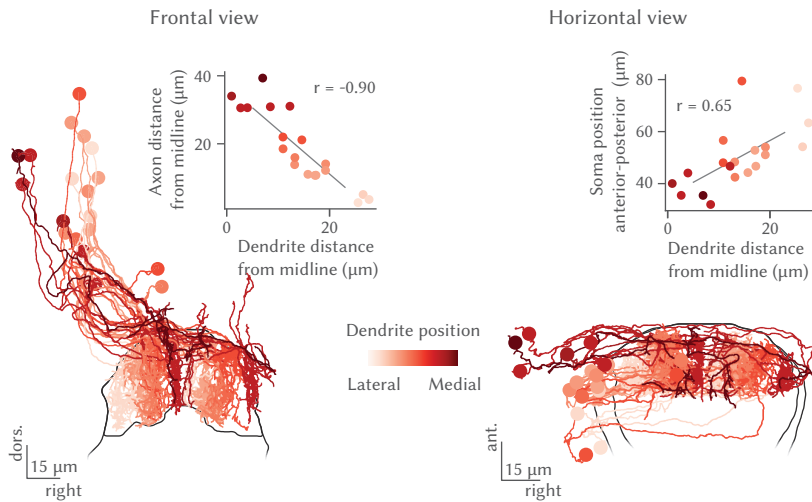 Frontal view
Horizontal view
Axon distance
from midline (µm)
40
20
r = -0.90
0
20
Dendrite distance
from midline (µm)
Soma position
anterior-posterior
(µm)
80
60
40
r = 0.65
0
20
Dendrite distance
from midline (µm)
Dendrite position
Lateral
Medial
dors.
15 µm
right
ant.
15 µm
right